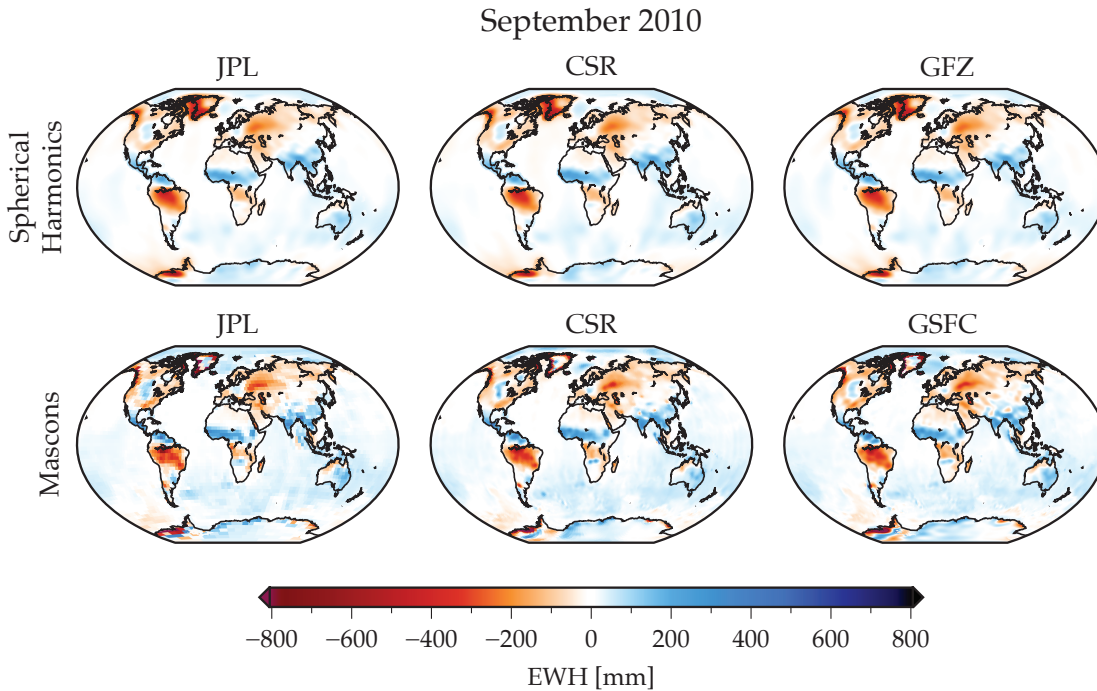 September 2010
JPL CSR GFZ
Spherical
Harmonics
JPL CSR GSFC
Mascons
−800 −600 −400 −200 0 200 400 600 800
EWH [mm]